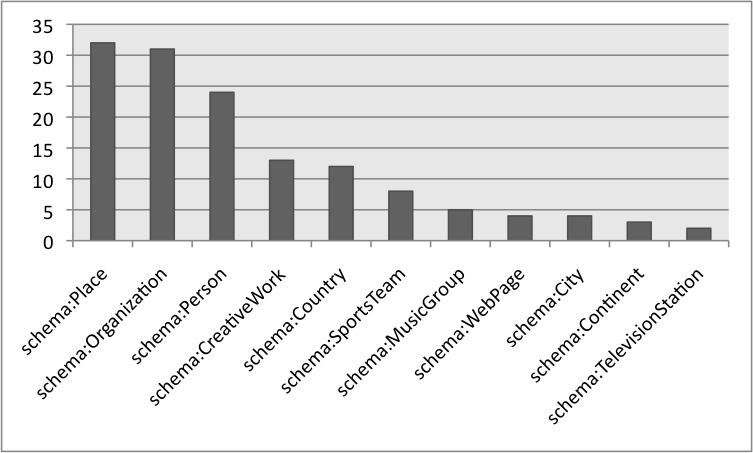 35
30
25
20
15
10
5
0
schema:Place
schema:Organization
schema:Person
schema:CreativeWork
schema:Country
schema:SportsTeam
schema:MusicGroup
schema:WebPage
schema:City
schema:Continent
schema:TelevisionStation